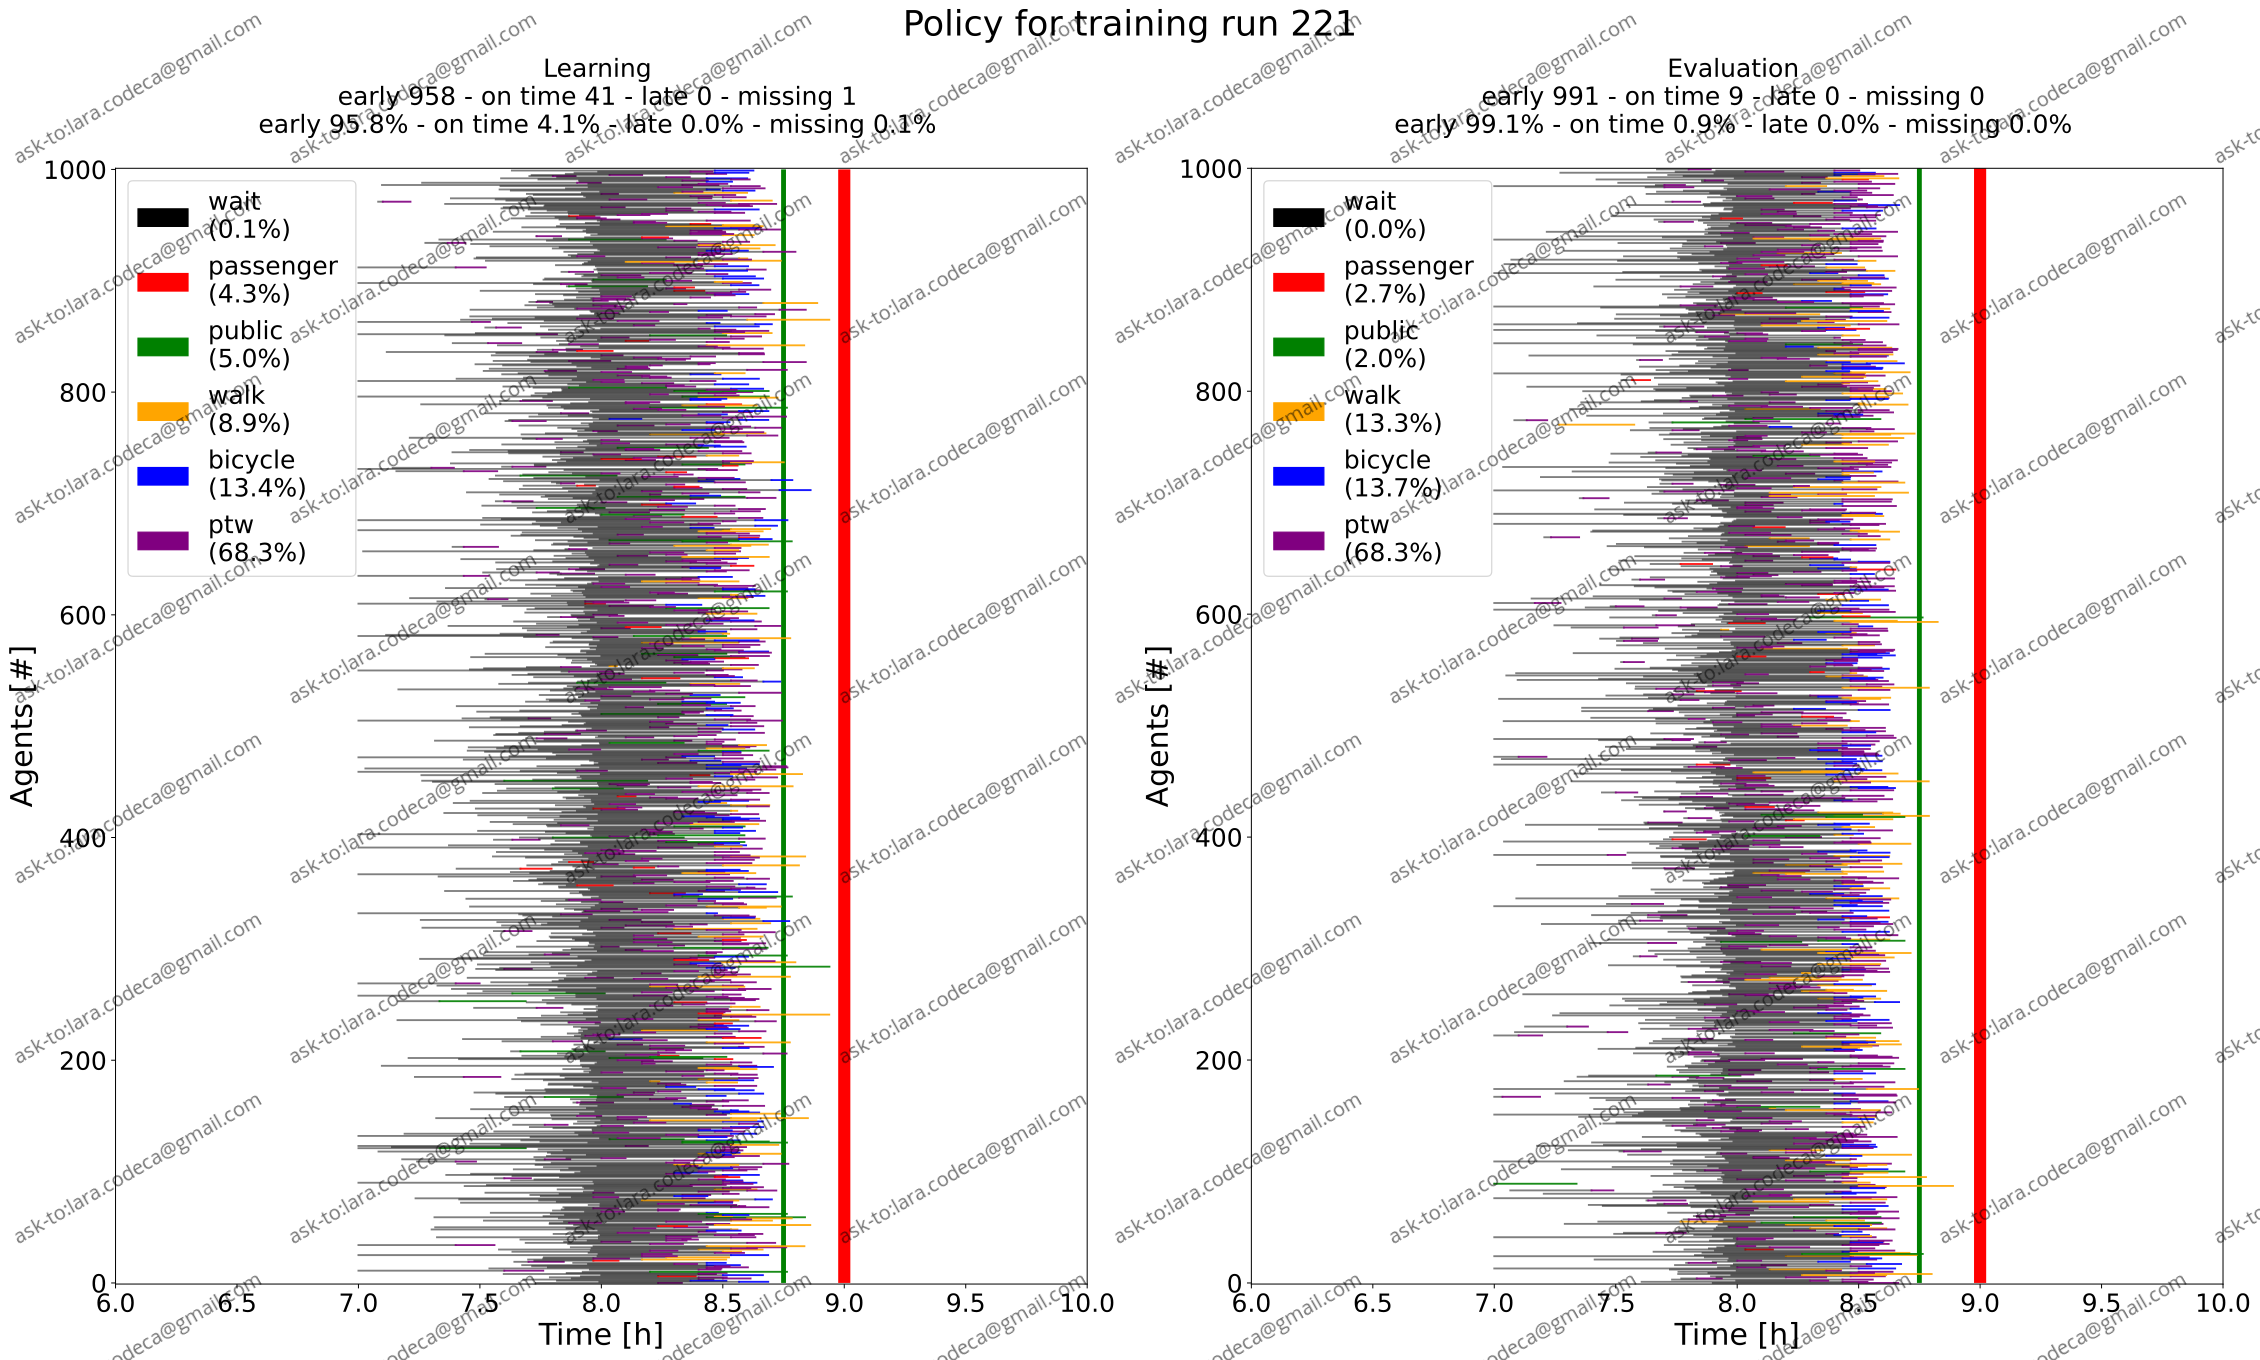 Policy for training run 221
Learning
early 958 - on time 41 - late 0 - missing 1
early 95.8% - on time 4.1% - late 0.0% - missing 0.1%
Evaluation
early 991 - on time 9 - late 0 - missing 0
early 99.1% - on time 0.9% - late 0.0% - missing 0.0%
wait
(0.1%)
passenger
(4.3%)
public
(5.0%)
walk
(8.9%)
bicycle
(13.4%)
ptw
(68.3%)
Agents [#]
1000
800
600
400
200
0
6.0 6.5 7.0 7.5 8.0 8.5 9.0 9.5 10.0
Time [h]
wait
(0.0%)
passenger
(2.7%)
public
(2.0%)
walk
(13.3%)
bicycle
(13.7%)
ptw
(68.3%)
Agents [#]
1000
800
600
400
200
0
6.0 6.5 7.0 7.5 8.0 8.5 9.0 9.5 10.0
Time [h]
ask-to:lara.codeca@gmail.com